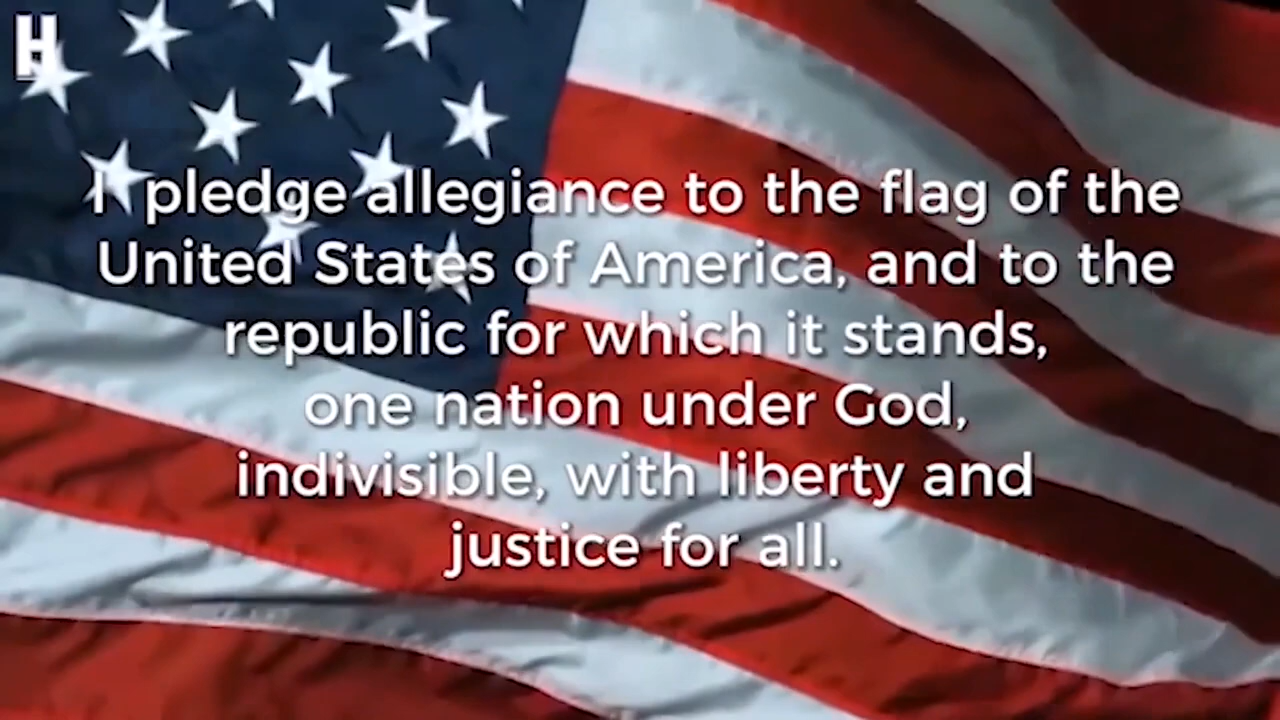 H
I pledge allegiance to the flag of the
United States of America, and to the
republic for which it stands,
one nation under God,
indivisible, with liberty and
justice for all.